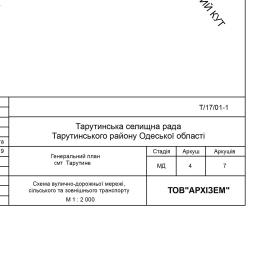 ИЙ КУТ
Т/17/01-1
Тарутинська селищна рада
Тарутинського району Одеської області
Генеральний план
смт Тарутине
Стадія Аркуш Аркушів
МД 4 7
Схема вулично-дорожньої мережі,
сільського та зовнішнього транспорту
М 1 : 2 000
ТОВ"АРХІЗЕМ"